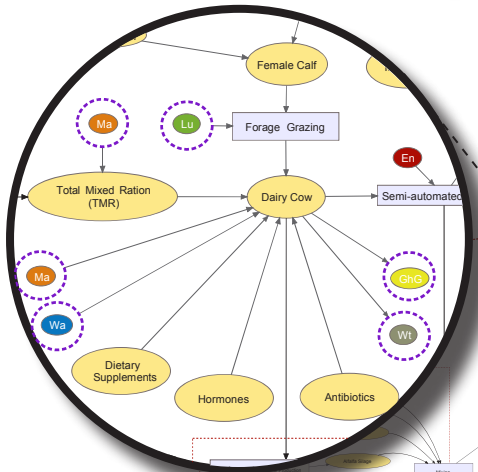 Female Calf
Ma
Lu
Forage Grazing
En
Total Mixed Ration
(TMR)
Dairy Cow
Semi-automated
Ma
GhG
Wa
Wt
Dietary
Supplements
Hormones
Antibiotics